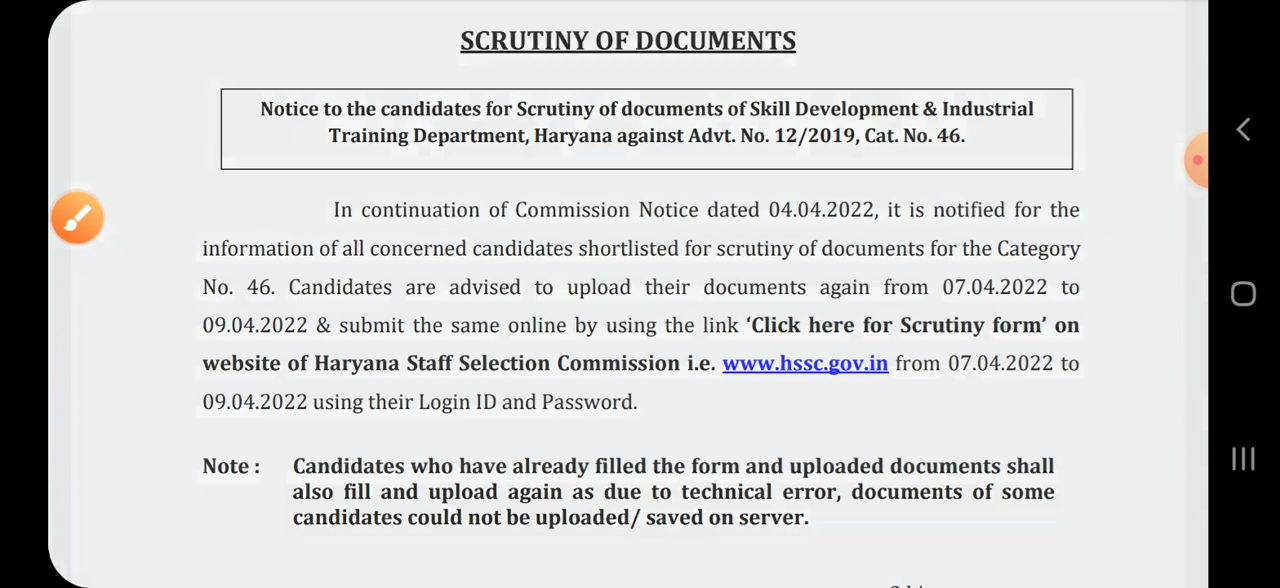 SCRUTINY OF DOCUMENTS
Notice to the candidates for Scrutiny of documents of Skill Development & Industrial
Training Department, Haryana against Advt. No. 12/2019, Cat. No. 46.
In continuation of Commission Notice dated 04.04.2022, it is notified for the
information of all concerned candidates shortlisted for scrutiny of documents for the Category
No. 46. Candidates are advised to upload their documents again from 07.04.2022 to
09.04.2022 & submit the same online by using the link ‘Click here for Scrutiny form’ on
website of Haryana Staff Selection Commission i.e. www.hssc.gov.in from 07.04.2022 to
09.04.2022 using their Login ID and Password.
Note : Candidates who have already filled the form and uploaded documents shall
also fill and upload again as due to technical error, documents of some
candidates could not be uploaded/ saved on server.